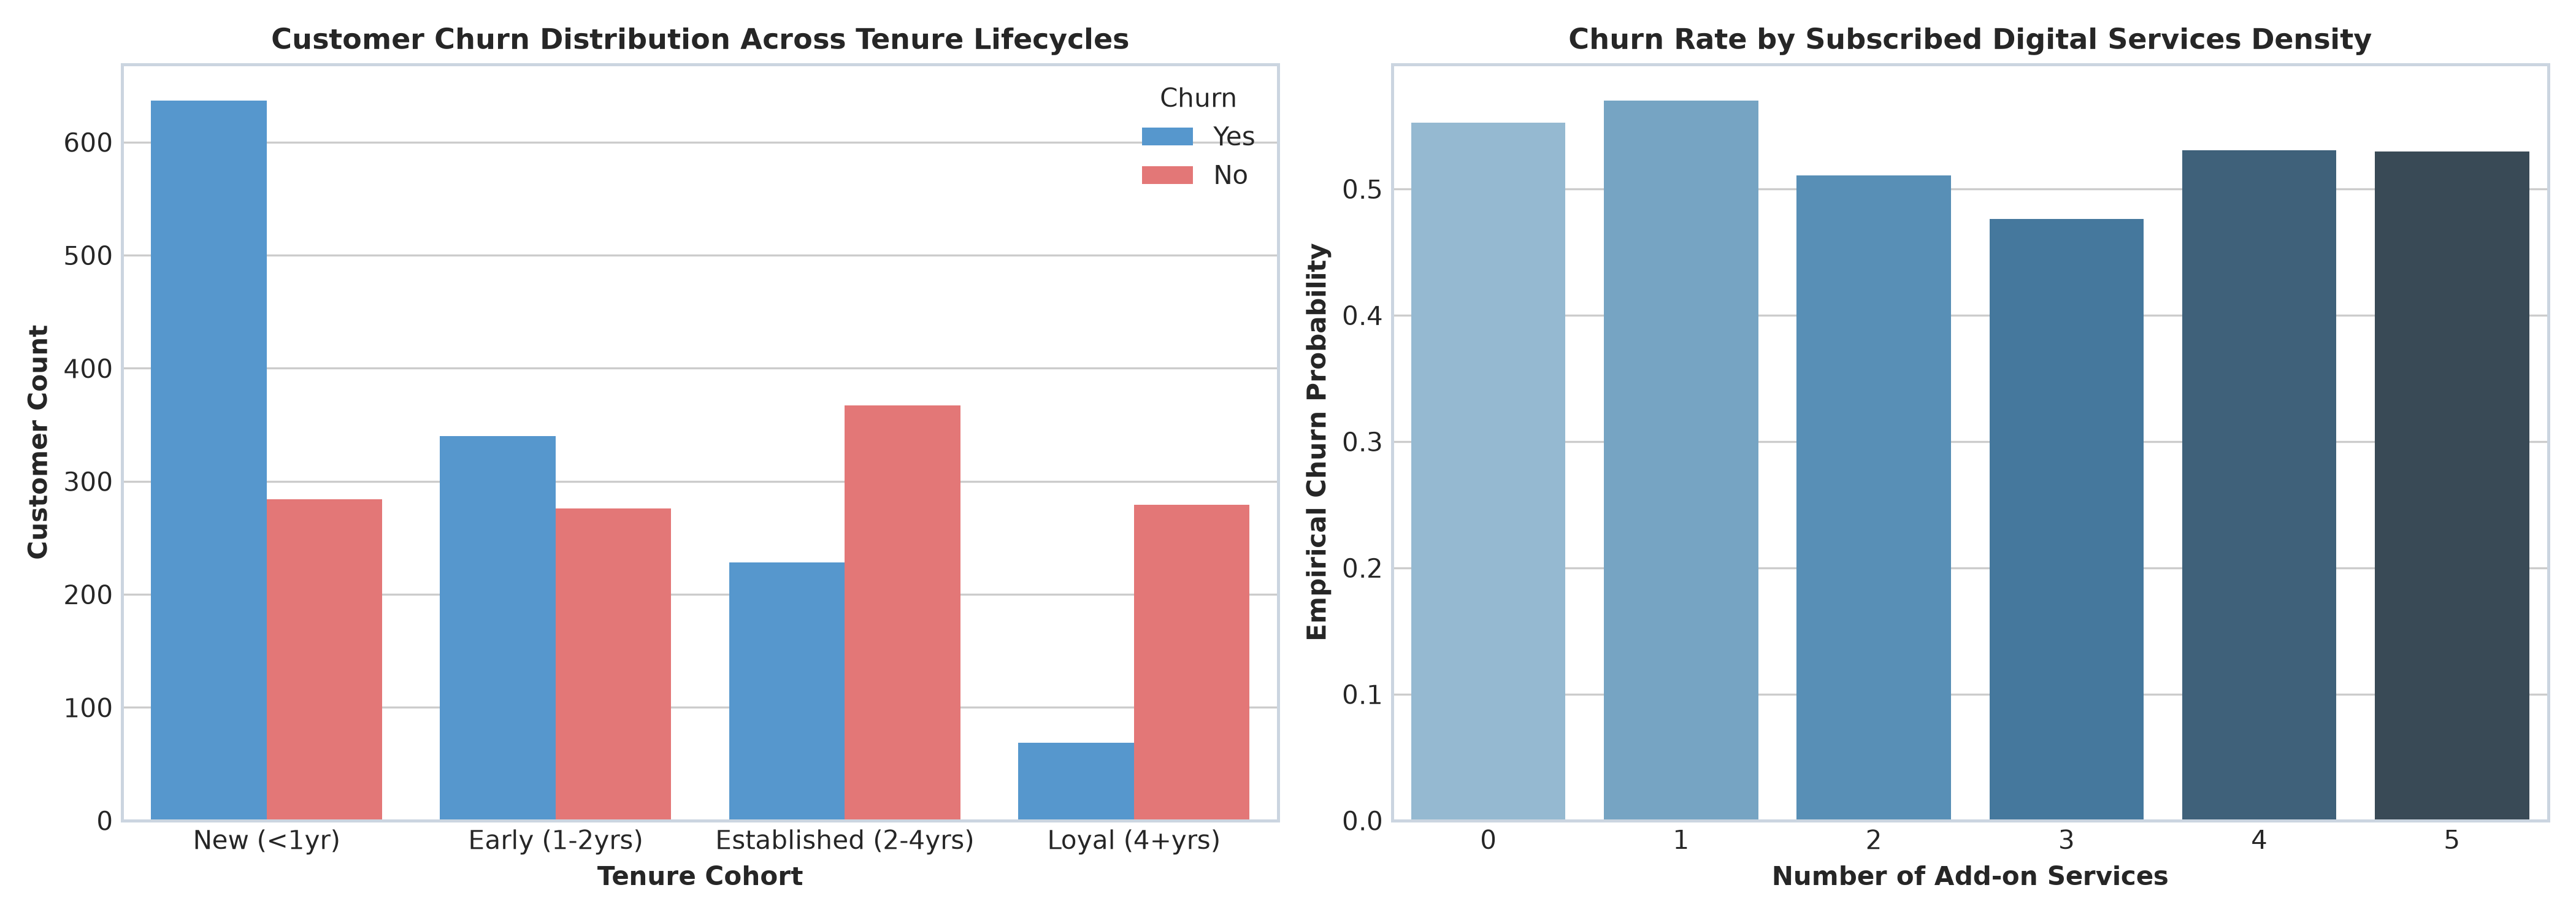 Customer Churn Distribution Across Tenure Lifecycles
Customer Count
600
500
400
300
200
100
0
Churn
Yes
No
New (<1yr)
Early (1-2yrs)
Established (2-4yrs)
Loyal (4+yrs)
Tenure Cohort
Churn Rate by Subscribed Digital Services Density
Empirical Churn Probability
0.5
0.4
0.3
0.2
0.1
0.0
0
1
2
3
4
5
Number of Add-on Services